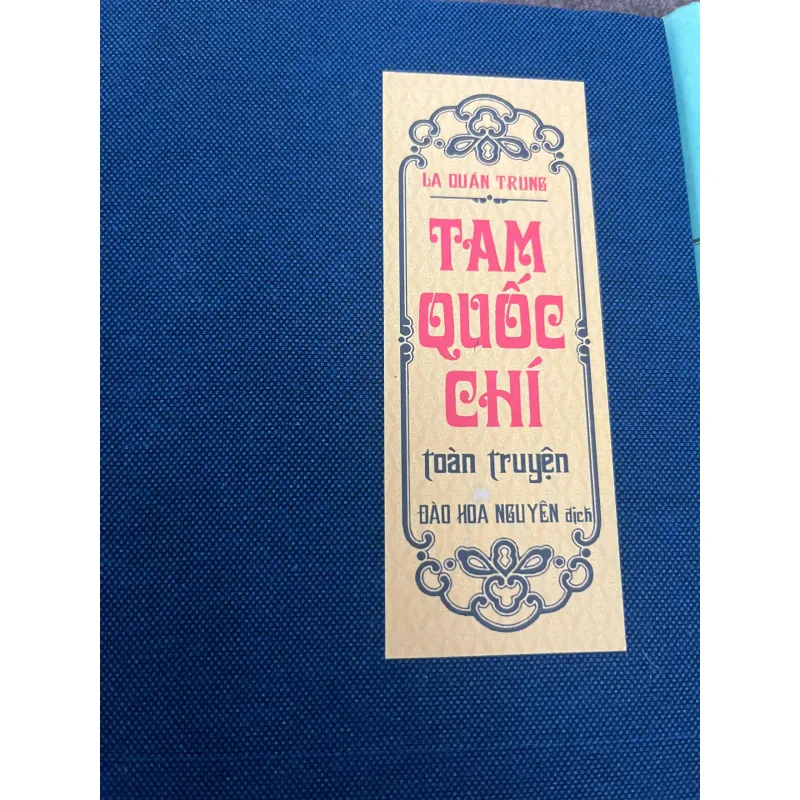 LA QUÁN TRUNG
TAM
QUỐC
CHÍ
toàn truyện
ĐÀO HOA NGUYÊN dịch